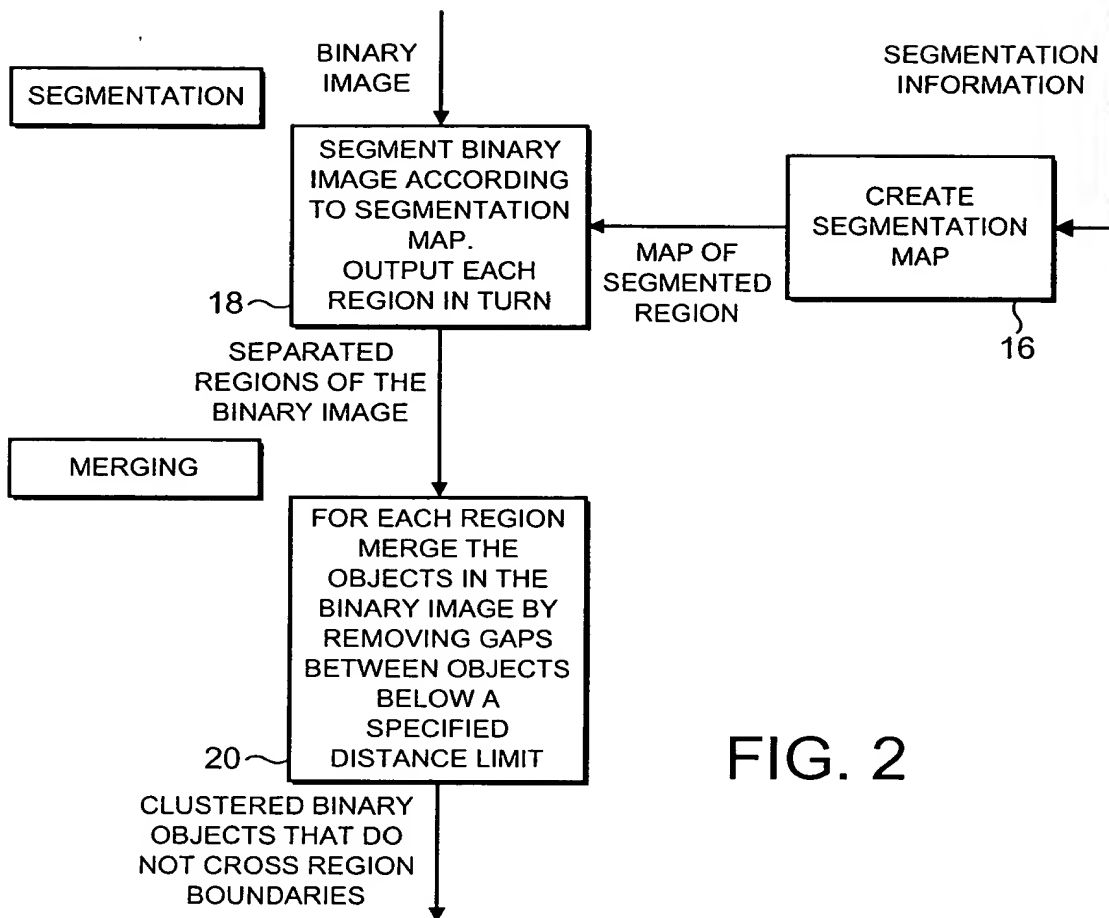 BINARY
IMAGE
SEGMENTATION
INFORMATION
SEGMENTATION
SEGMENT BINARY
IMAGE ACCORDING
TO SEGMENTATION
MAP.
OUTPUT EACH
REGION IN TURN
18
CREATE
SEGMENTATION
MAP
16
MAP OF
SEGMENTED
REGION
SEPARATED
REGIONS OF THE
BINARY IMAGE
MERGING
FOR EACH REGION
MERGE THE
OBJECTS IN THE
BINARY IMAGE BY
REMOVING GAPS
BETWEEN OBJECTS
BELOW A
SPECIFIED
DISTANCE LIMIT
20
CLUSTERED BINARY
OBJECTS THAT DO
NOT CROSS REGION
BOUNDARIES
FIG. 2